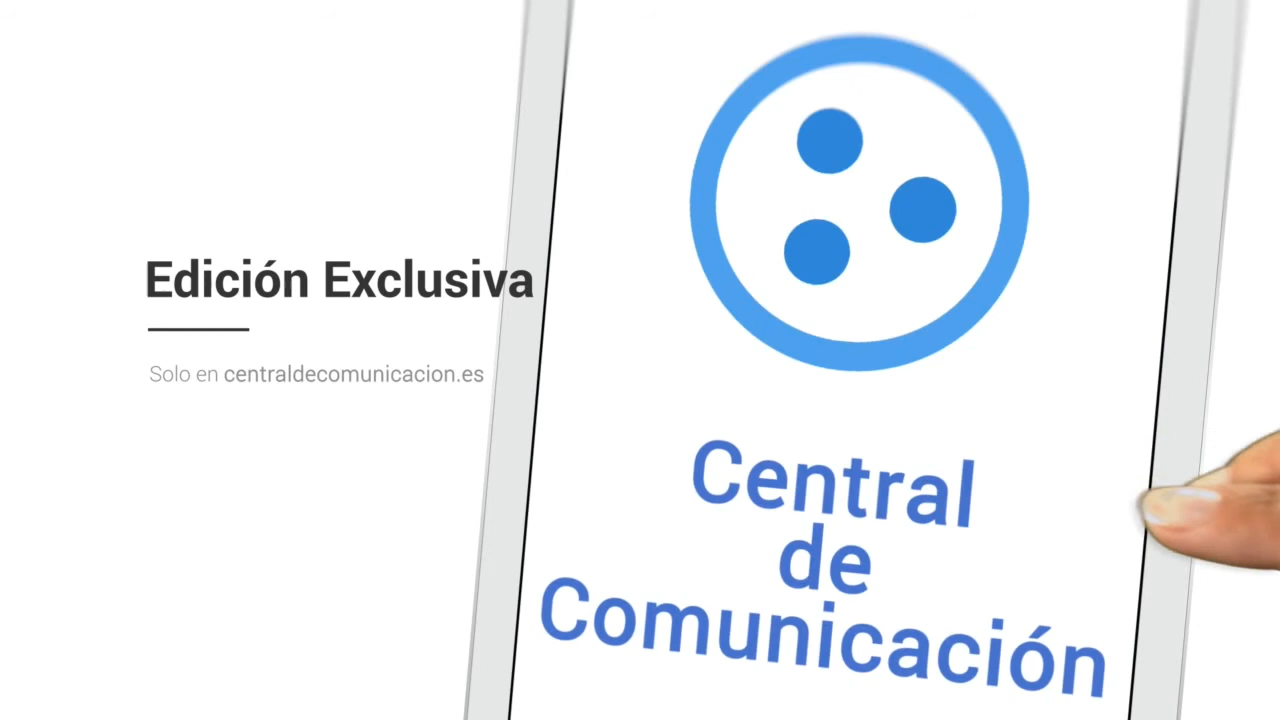 Edición Exclusiva
Solo en centraldecomunicacion.es
Central
de
Comunicación